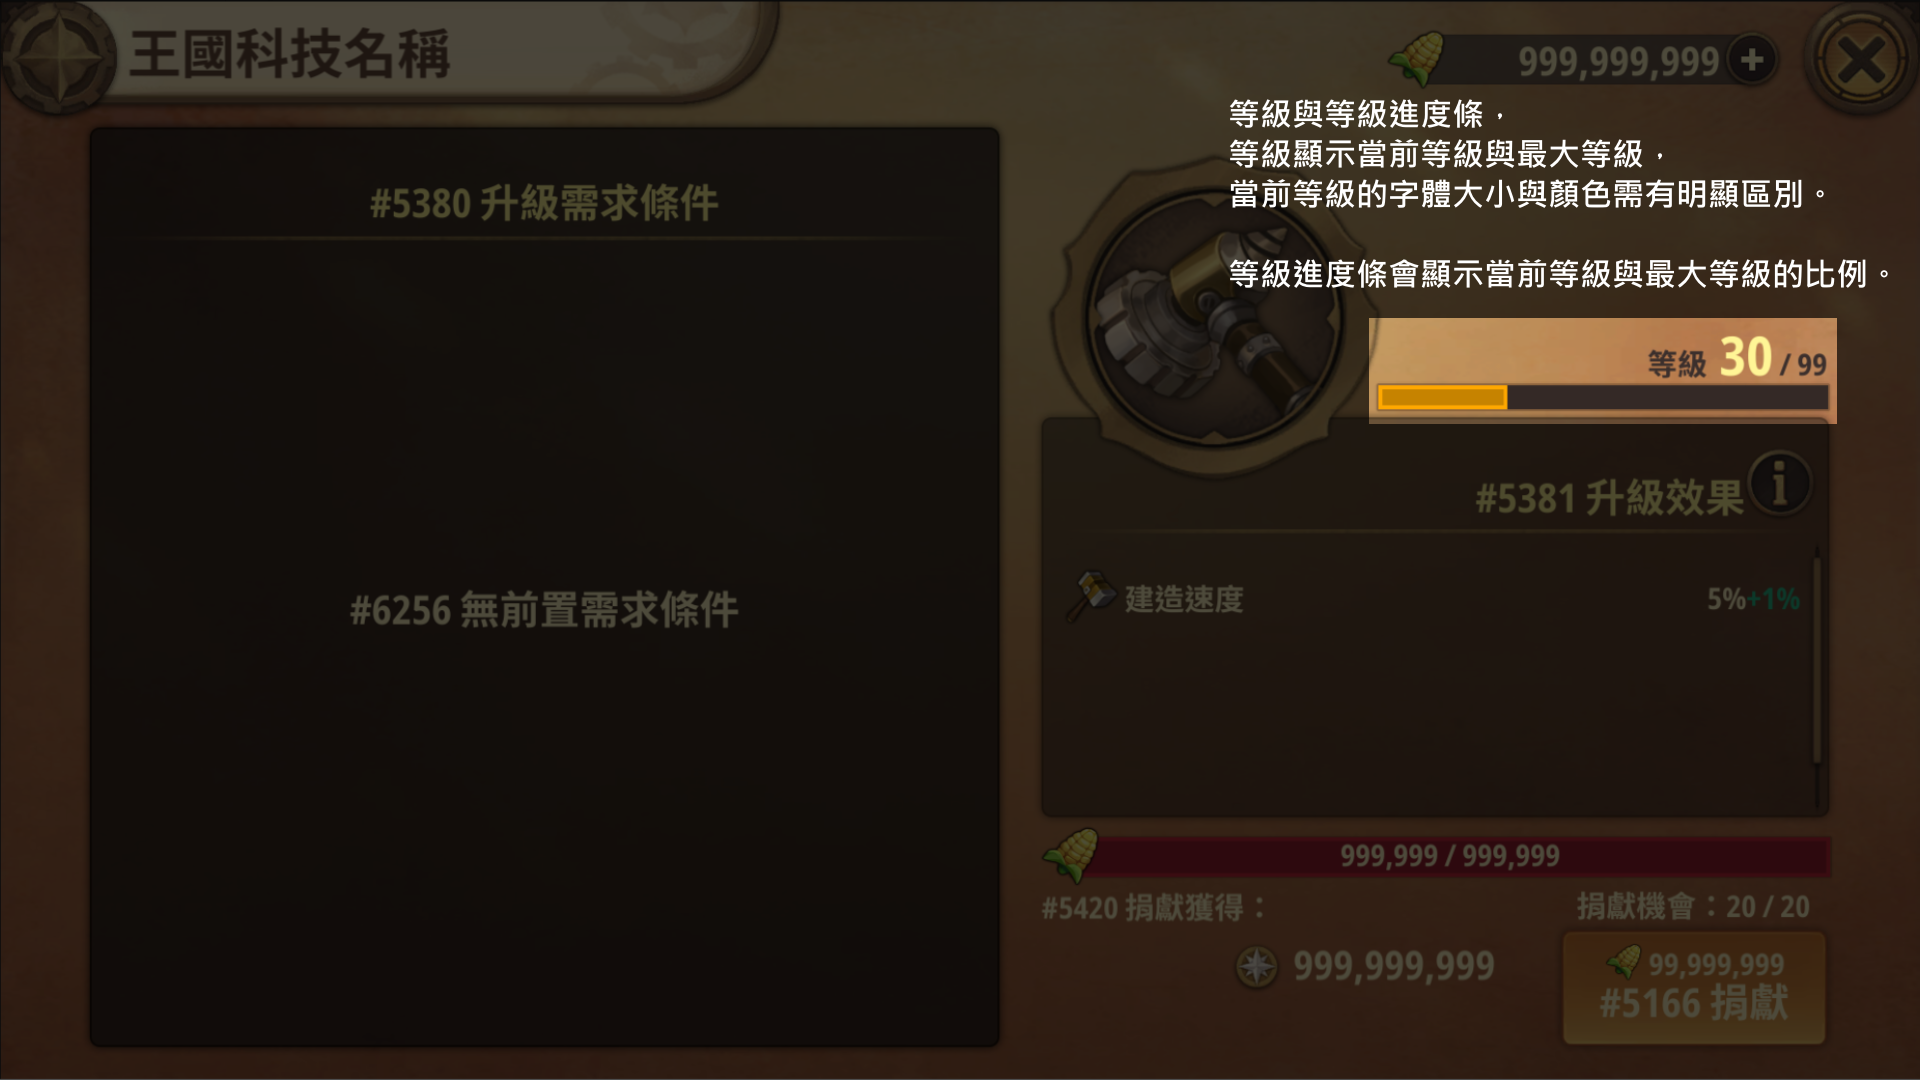 王國科技名稱
999,999,999
等級與等級進度條，
等級顯示當前等級與最大等級，
當前等級的字體大小與顏色需有明顯區別。
等級進度條會顯示當前等級與最大等級的比例。
#5380 升級需求條件
#6256 無前置需求條件
等級 30 / 99
#5381 升級效果
建造速度 5%+1%
999,999 / 999,999
#5420 捐獻獲得：
捐獻機會：20 / 20
999,999,999
99,999,999
#5166 捐獻